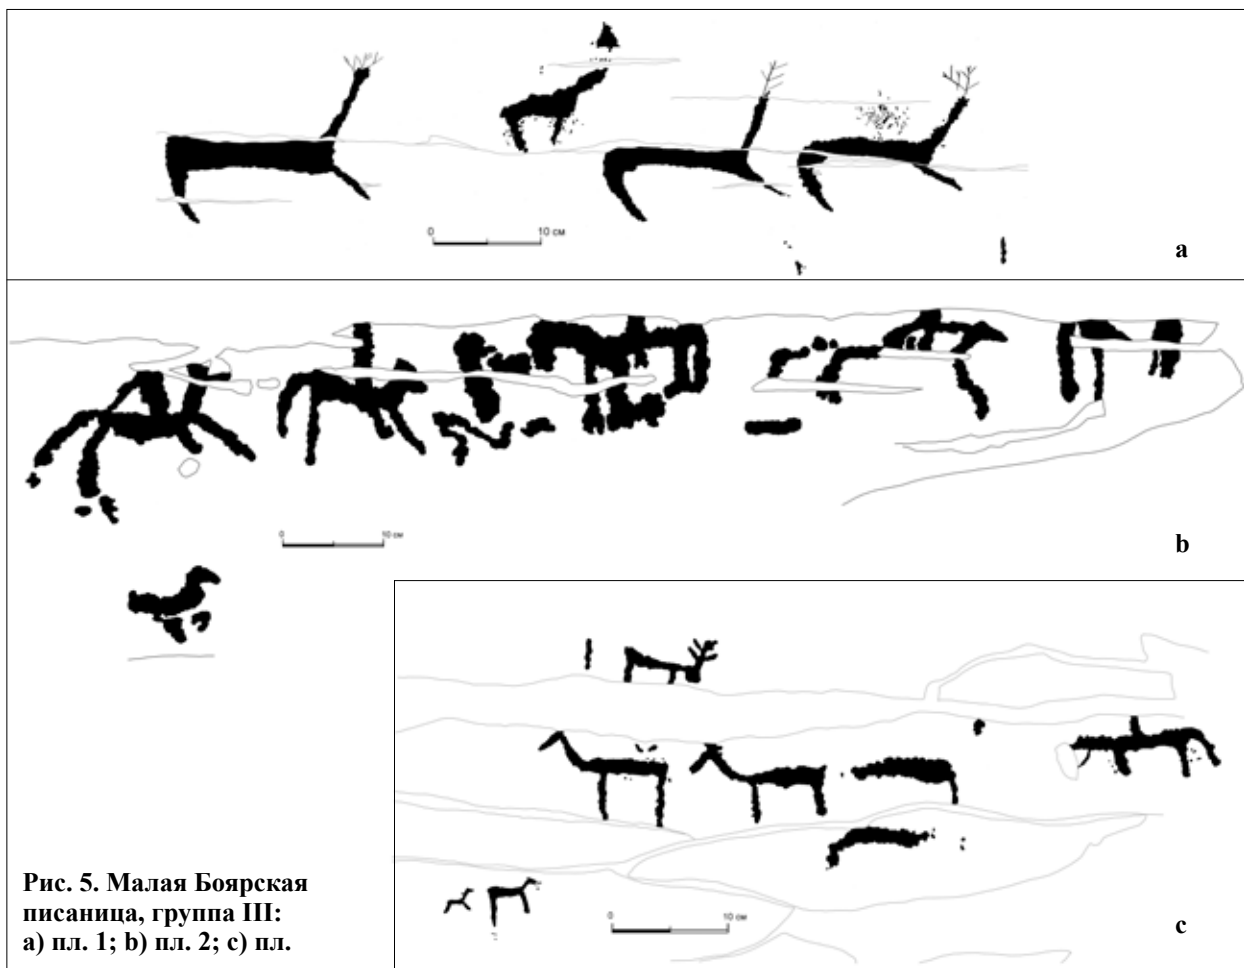 0 10 см
a
0 10 см
b
0 10 см
c
Рис. 5. Малая Боярская
писаница, группа III:
a) пл. 1; b) пл. 2; c) пл.